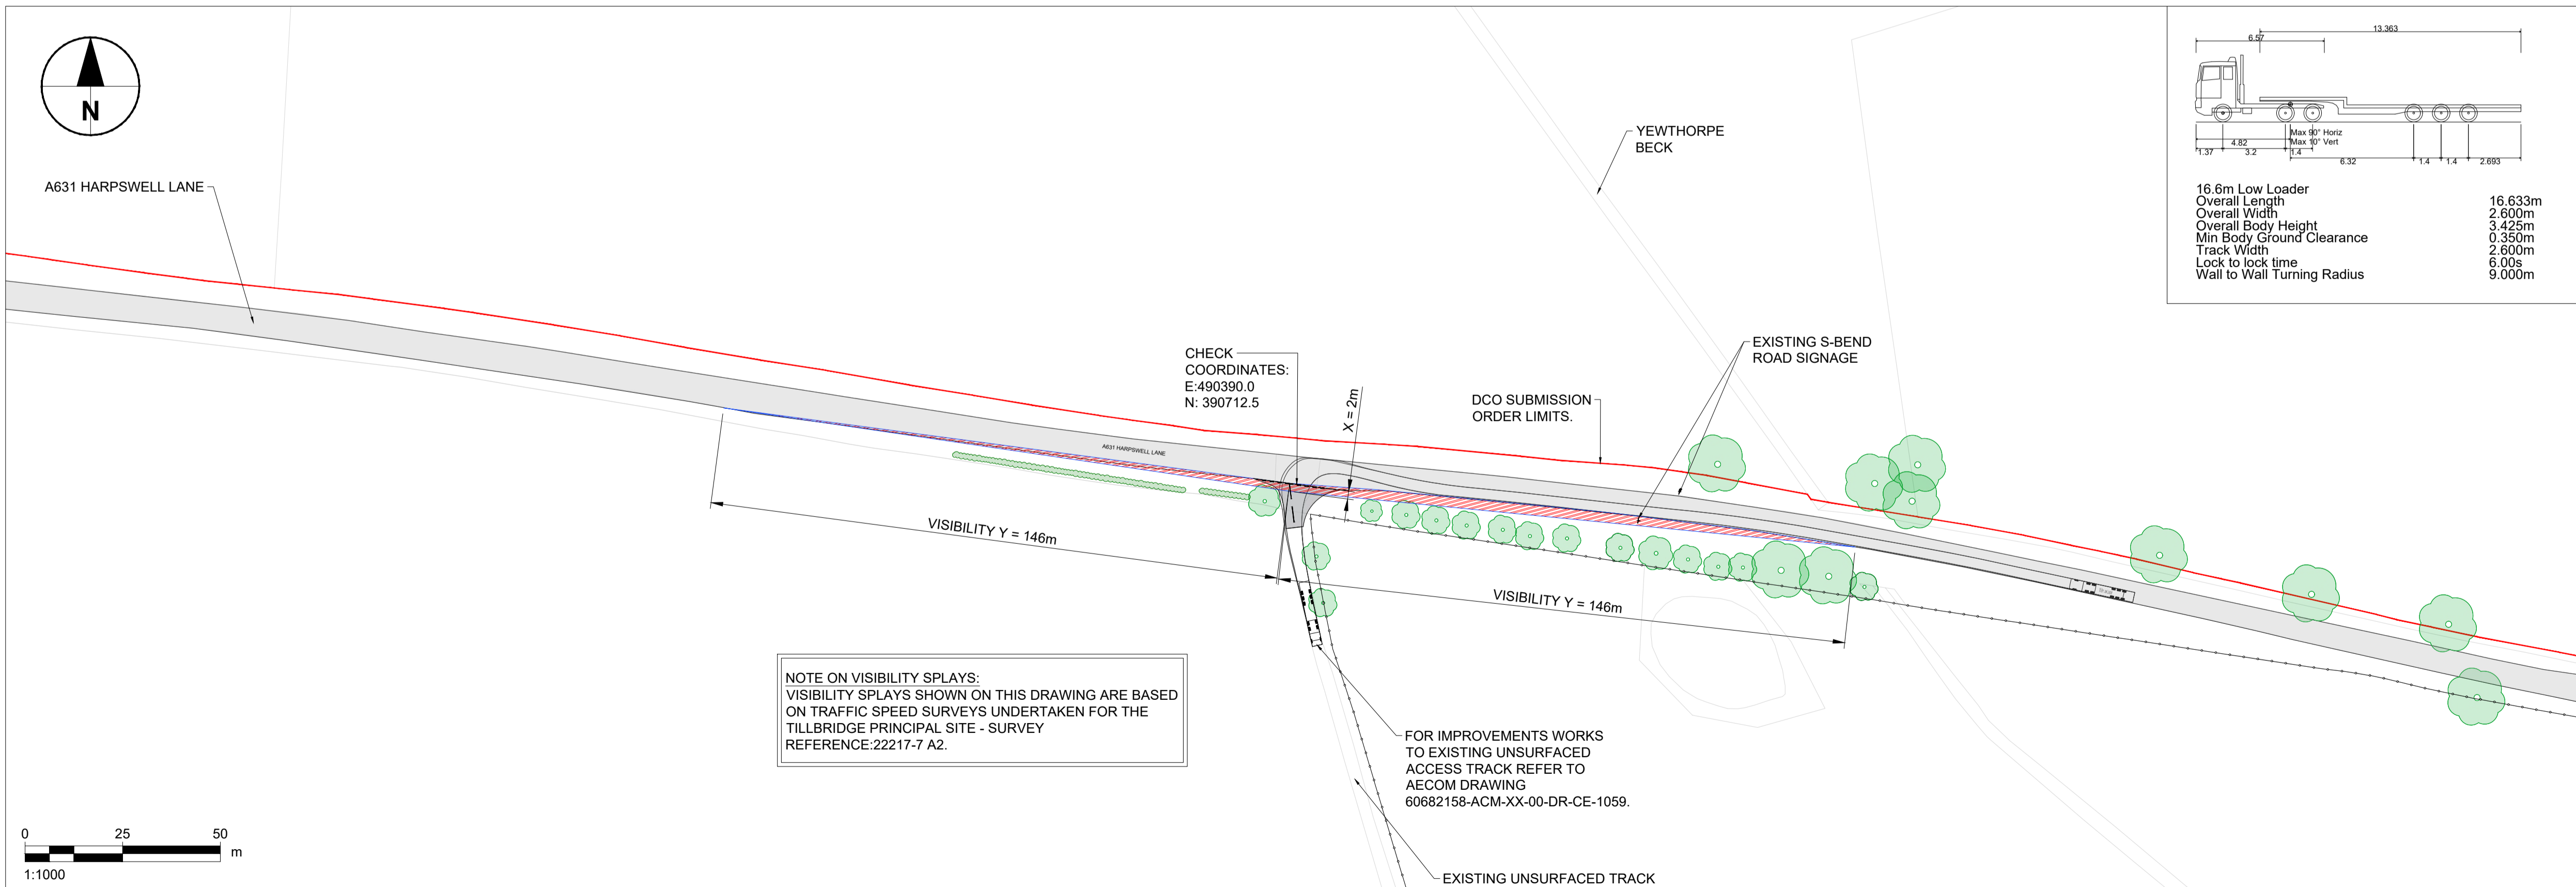 N
A631 HARPSWELL LANE
YEWTHORPE
BECK
6.57
13.363
Max 90° Horiz
Max 10° Vert
4.82
1.37
3.2
1.4
6.32
1.4
1.4
2.693
16.6m Low Loader
Overall Length 16.633m
Overall Width 2.600m
Overall Body Height 3.425m
Min Body Ground Clearance 0.350m
Track Width 2.600m
Lock to lock time 6.00s
Wall to Wall Turning Radius 9.000m
CHECK
COORDINATES:
E:490390.0
N: 390712.5
X = 2m
DCO SUBMISSION
ORDER LIMITS.
EXISTING S-BEND
ROAD SIGNAGE
A631 HARPSWELL LANE
VISIBILITY Y = 146m
VISIBILITY Y = 146m
NOTE ON VISIBILITY SPLAYS:
VISIBILITY SPLAYS SHOWN ON THIS DRAWING ARE BASED
ON TRAFFIC SPEED SURVEYS UNDERTAKEN FOR THE
TILLBRIDGE PRINCIPAL SITE - SURVEY
REFERENCE:22217-7 A2.
FOR IMPROVEMENTS WORKS
TO EXISTING UNSURFACED
ACCESS TRACK REFER TO
AECOM DRAWING
60682158-ACM-XX-00-DR-CE-1059.
EXISTING UNSURFACED TRACK
0 25 50
m
1:1000